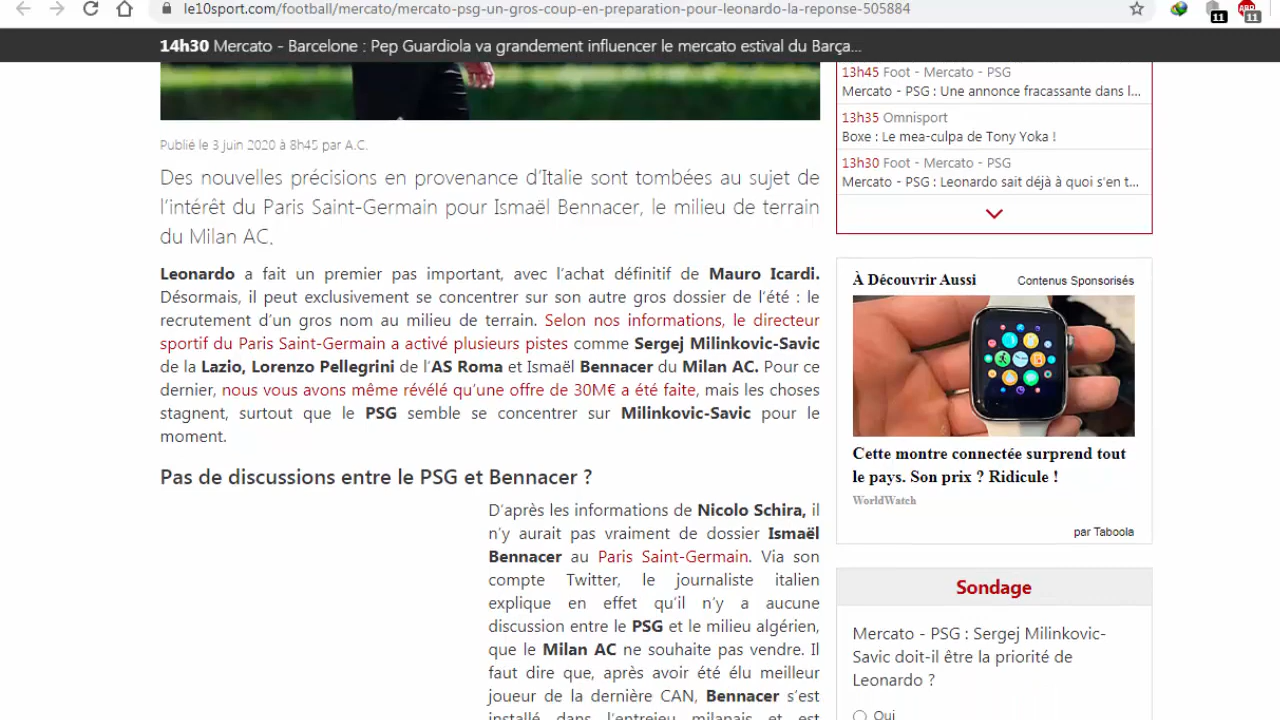 le10sport.com/football/mercato/mercato-psg-un-gros-coup-en-preparation-pour-leonardo-la-reponse-505884
11
ABP
11
14h30 Mercato - Barcelone : Pep Guardiola va grandement influencer le mercato estival du Barça...
Publié le 3 juin 2020 à 8h45 par A.C.
Des nouvelles précisions en provenance d’Italie sont tombées au sujet de
l’intérêt du Paris Saint-Germain pour Ismaël Bennacer, le milieu de terrain
du Milan AC.
Leonardo a fait un premier pas important, avec l’achat définitif de Mauro Icardi.
Désormais, il peut exclusivement se concentrer sur son autre gros dossier de l’été : le
recrutement d’un gros nom au milieu de terrain. Selon nos informations, le directeur
sportif du Paris Saint-Germain a activé plusieurs pistes comme Sergej Milinkovic-Savic
de la Lazio, Lorenzo Pellegrini de l’AS Roma et Ismaël Bennacer du Milan AC. Pour ce
dernier, nous vous avons même révélé qu’une offre de 30M€ a été faite, mais les choses
stagnent, surtout que le PSG semble se concentrer sur Milinkovic-Savic pour le
moment.
Pas de discussions entre le PSG et Bennacer ?
D’après les informations de Nicolo Schira, il
n’y aurait pas vraiment de dossier Ismaël
Bennacer au Paris Saint-Germain. Via son
compte Twitter, le journaliste italien
explique en effet qu’il n’y a aucune
discussion entre le PSG et le milieu algérien,
que le Milan AC ne souhaite pas vendre. Il
faut dire que, après avoir été élu meilleur
joueur de la dernière CAN, Bennacer s’est
installé dans l’entrejeu milanais et est
13h45 Foot - Mercato - PSG
Mercato - PSG : Une annonce fracassante dans l...
13h35 Omnisport
Boxe : Le mea-culpa de Tony Yoka !
13h30 Foot - Mercato - PSG
Mercato - PSG : Leonardo sait déjà à quoi s’en t...
À Découvrir Aussi
Contenus Sponsorisés
Cette montre connectée surprend tout
le pays. Son prix ? Ridicule !
WorldWatch
par Taboola
Sondage
Mercato - PSG : Sergej Milinkovic-
Savic doit-il être la priorité de
Leonardo ?
Oui